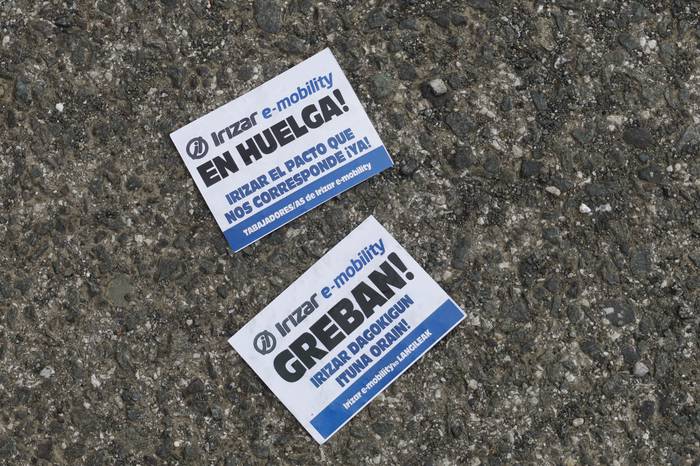 Irizar e-mobility
EN HUELGA!
IRIZAR EL PACTO QUE
NOS CORRESPONDE ¡YA!
TABAJADORES/AS de Irizar e-mobility
Irizar e-mobility
GREBAN!
IRIZAR DAGOKIGUN
ITUNA ORAIN!
Irizar e-mobilityko LANGILEAK